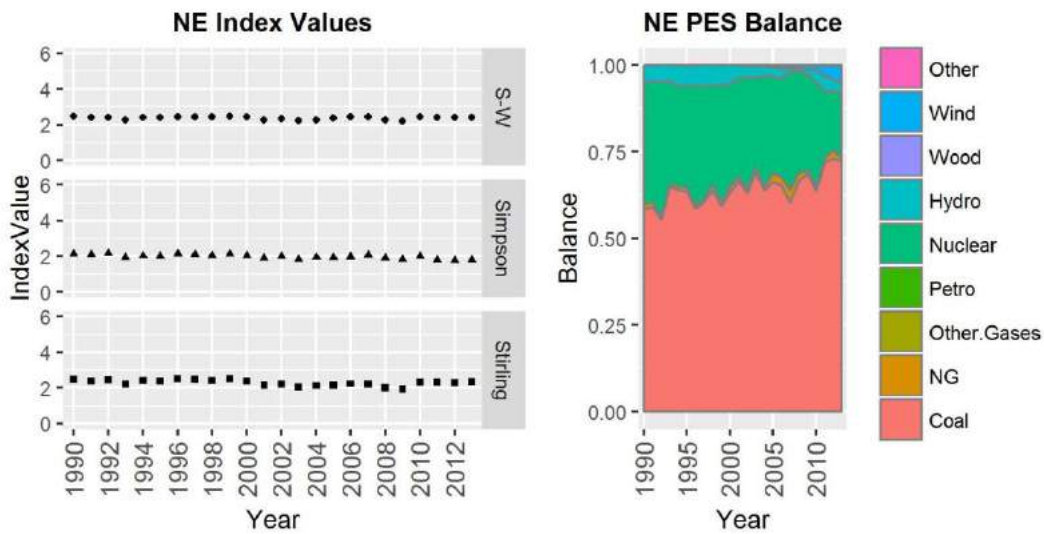 NE Index Values
IndexValue
6
4
2
0
S-W
6
4
2
0
Simpson
6
4
2
0
Stirling
1990
1992
1994
1996
1998
2000
2002
2004
2006
2008
2010
2012
Year
NE PES Balance
Balance
1.00
0.75
0.50
0.25
0.00
1990
1995
2000
2005
2010
Year
Other
Wind
Wood
Hydro
Nuclear
Petro
Other.Gases
NG
Coal